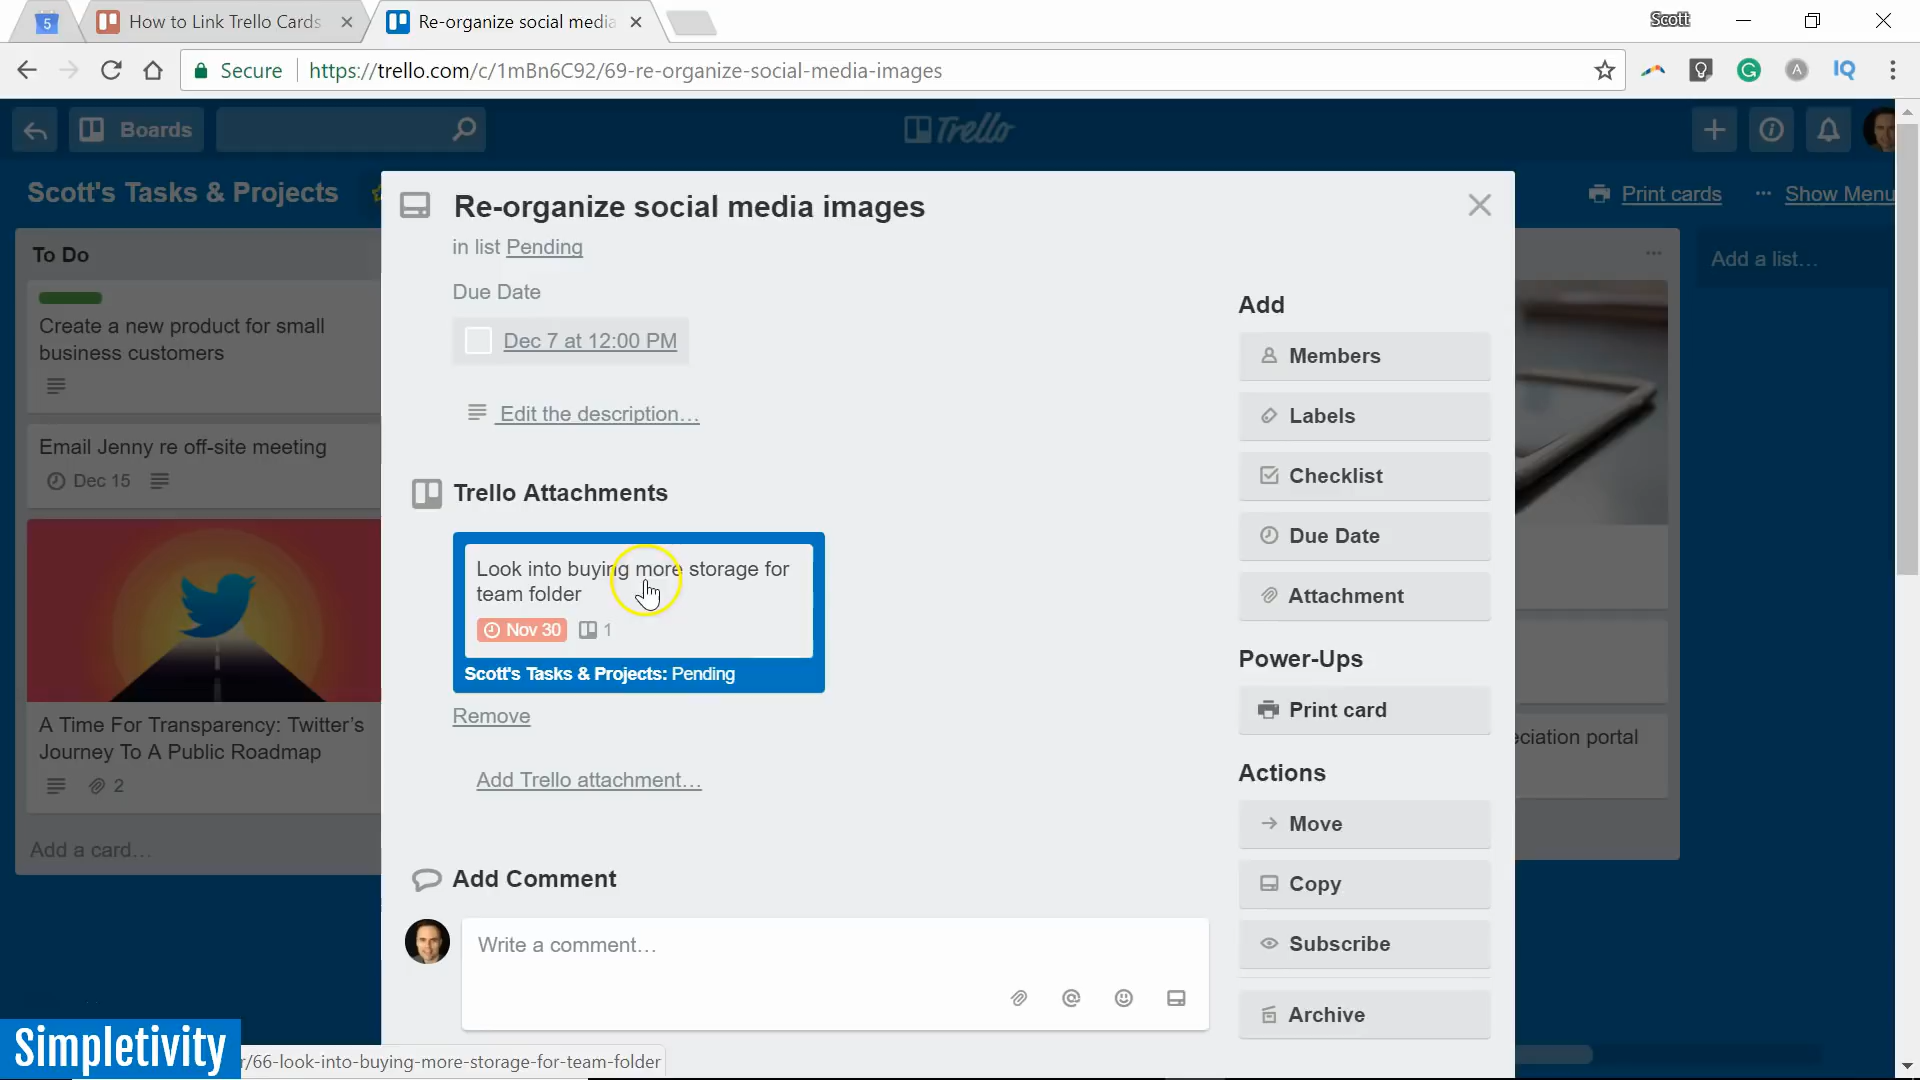 5
How to Link Trello Cards
Re-organize social media
Scott
Secure
https://trello.com/c/1mBn6C92/69-re-organize-social-media-images
G
A
IQ
Boards
Trello
Scott's Tasks & Projects
Print cards
Show Menu
To Do
Create a new product for small
business customers
Email Jenny re off-site meeting
Dec 15
A Time For Transparency: Twitter's
Journey To A Public Roadmap
2
Add a card…
Re-organize social media images
in list Pending
Due Date
Dec 7 at 12:00 PM
Edit the description…
Trello Attachments
Look into buying more storage for
team folder
Nov 30
1
Scott's Tasks & Projects: Pending
Remove
Add Trello attachment…
Add Comment
Write a comment…
Add
Members
Labels
Checklist
Due Date
Attachment
Power-Ups
Print card
Actions
Move
Copy
Subscribe
Archive
Add a list…
eciation portal
Simpletivity
r/66-look-into-buying-more-storage-for-team-folder